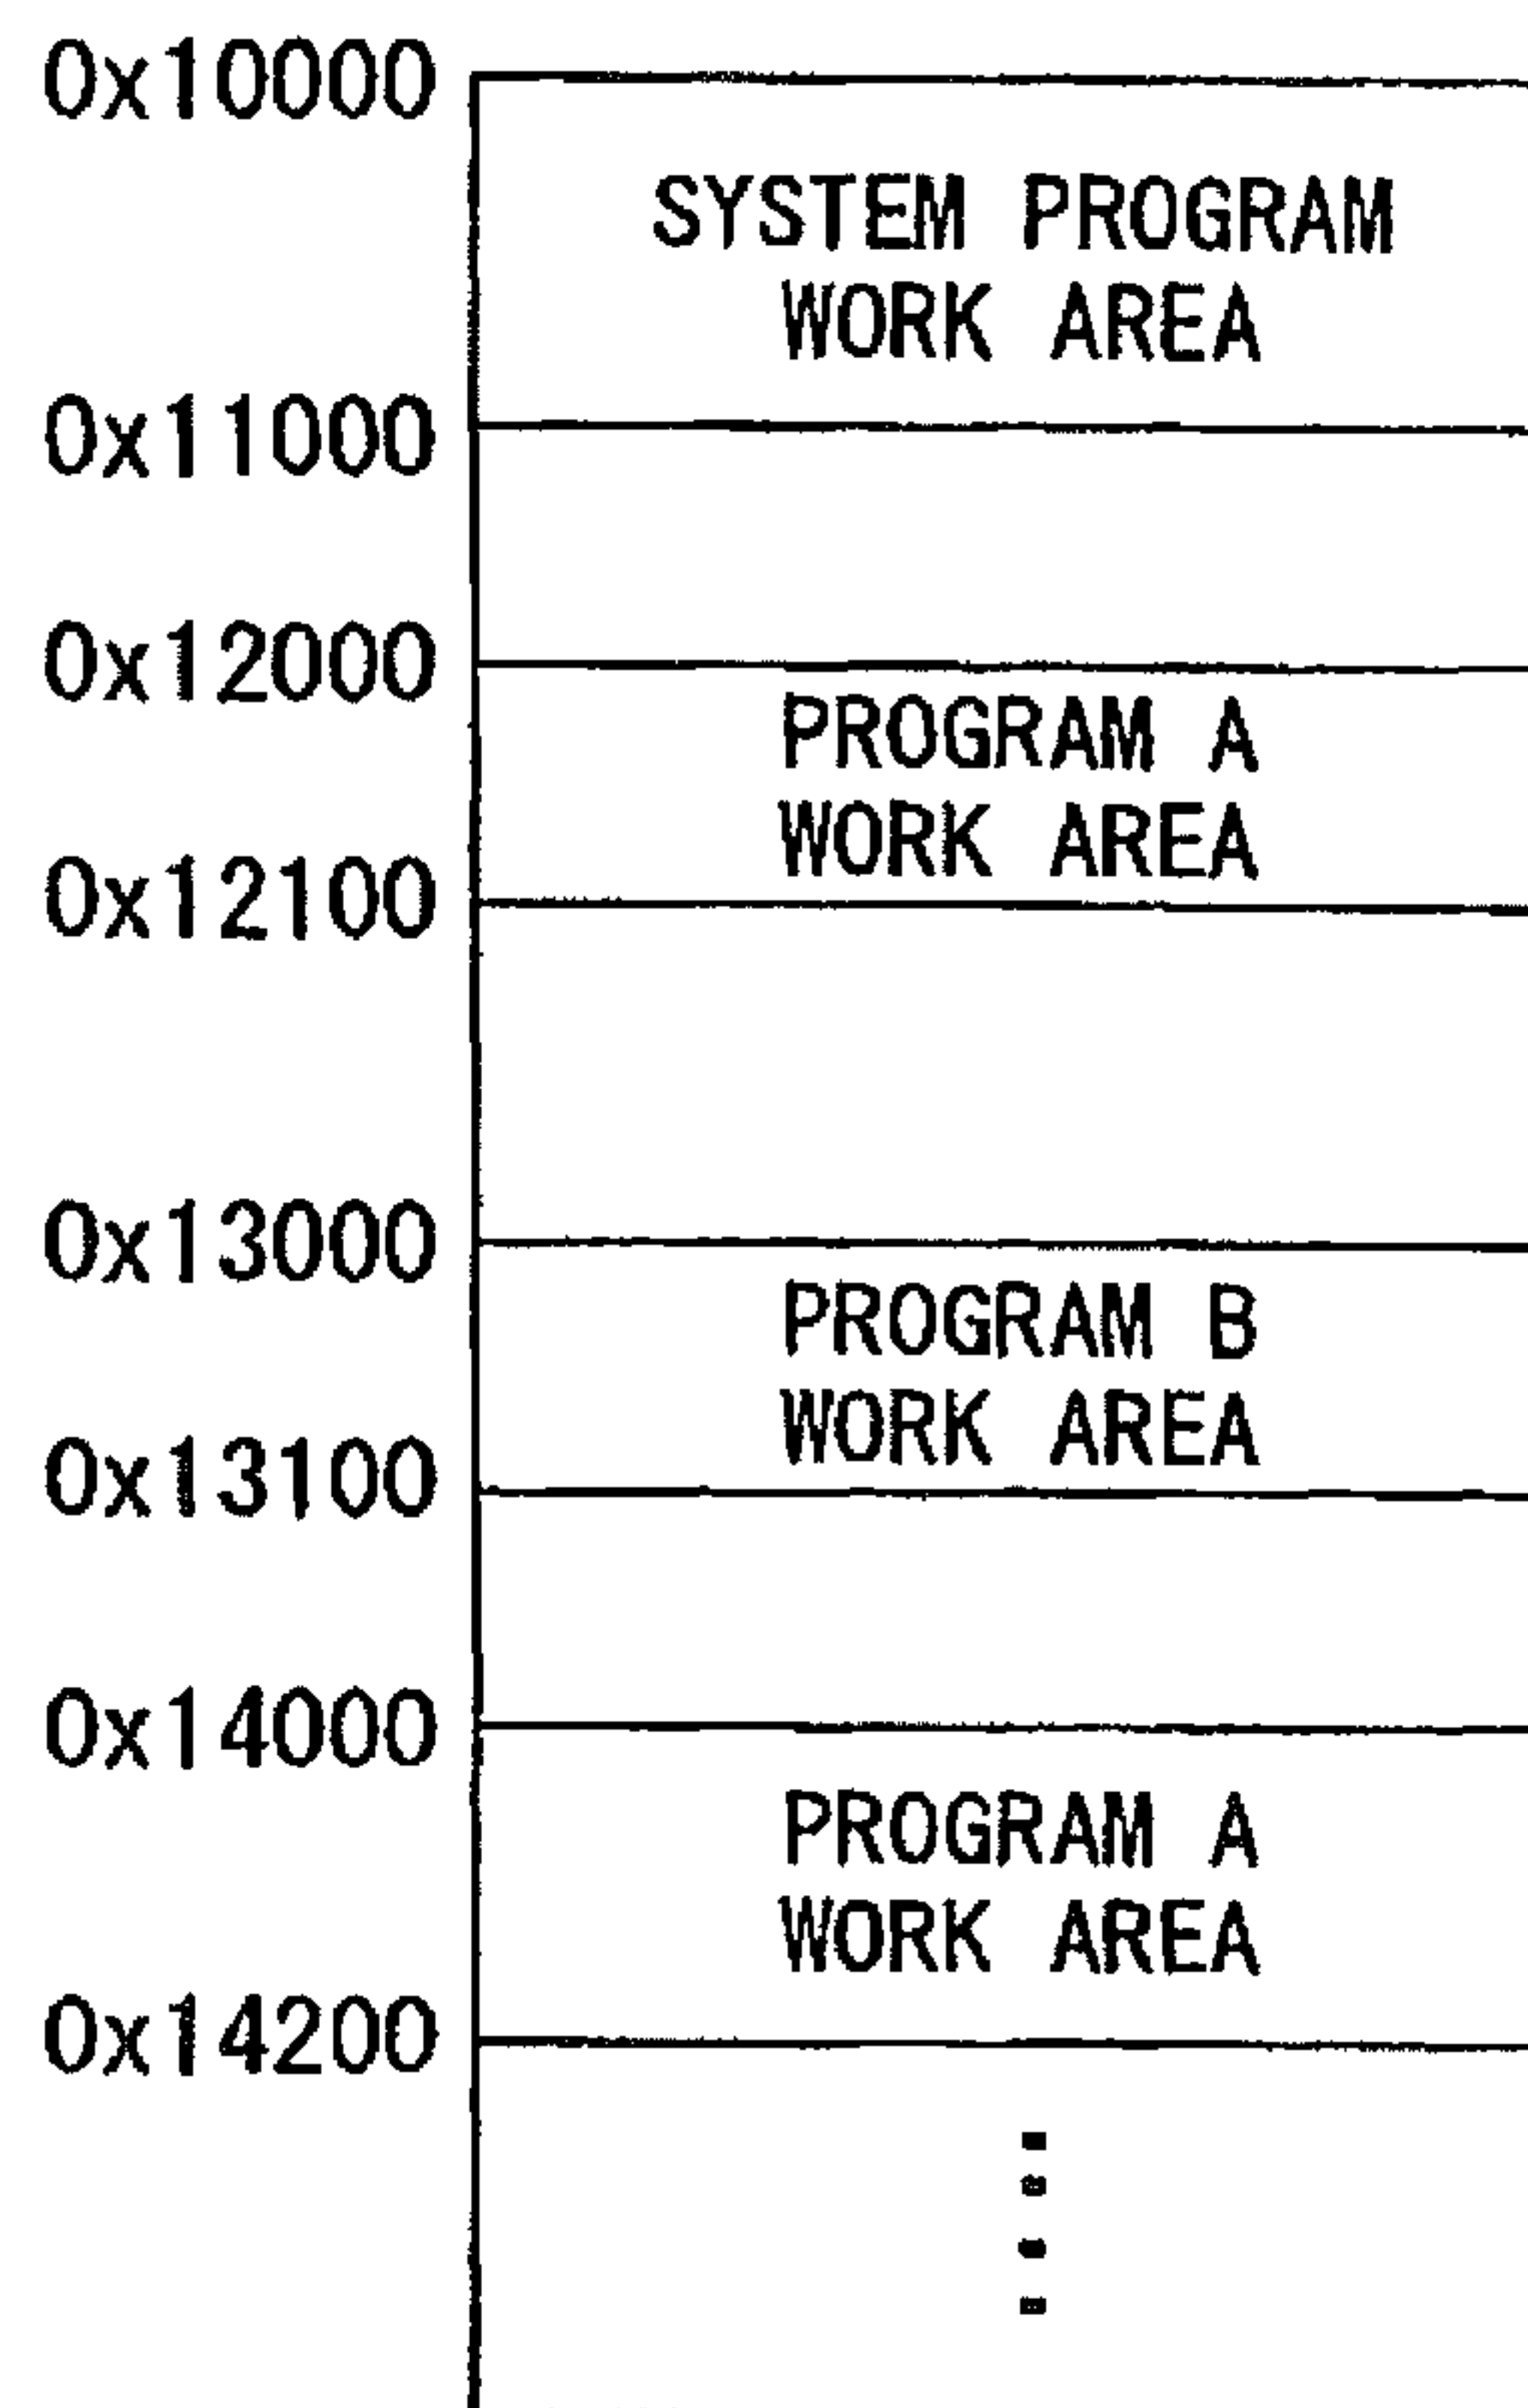 0x10000
SYSTEM PROGRAM
WORK AREA
0x11000
0x12000
PROGRAM A
WORK AREA
0x12100
0x13000
PROGRAM B
WORK AREA
0x13100
0x14000
PROGRAM A
WORK AREA
0x14200